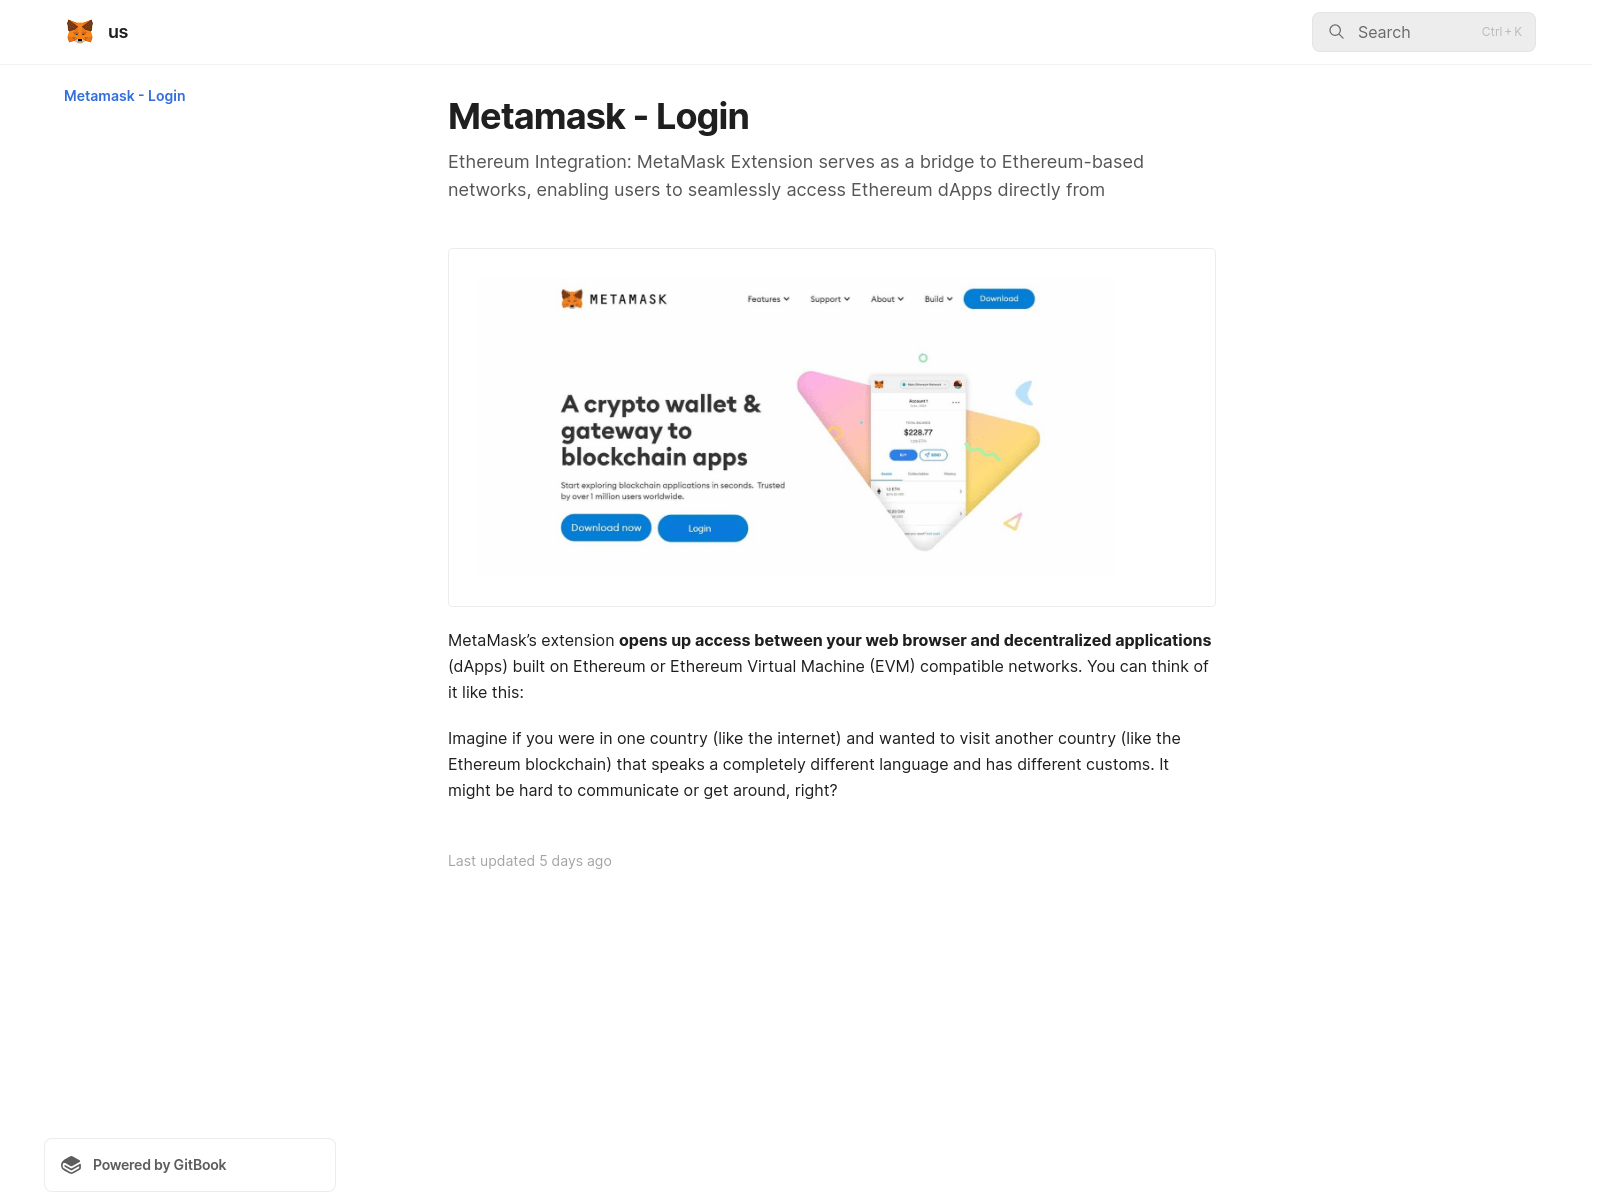 us
Search
Ctrl + K
Metamask - Login
Metamask - Login
Ethereum Integration: MetaMask Extension serves as a bridge to Ethereum-based
networks, enabling users to seamlessly access Ethereum dApps directly from
METAMASK
Features
Support
About
Build
Download
A crypto wallet &
gateway to
blockchain apps
Start exploring blockchain applications in seconds. Trusted
by over 1 million users worldwide.
Download now
Login
Account 1
TOTAL BALANCE
$228.77
BUY
SEND
MetaMask’s extension opens up access between your web browser and decentralized applications
(dApps) built on Ethereum or Ethereum Virtual Machine (EVM) compatible networks. You can think of
it like this:
Imagine if you were in one country (like the internet) and wanted to visit another country (like the
Ethereum blockchain) that speaks a completely different language and has different customs. It
might be hard to communicate or get around, right?
Last updated 5 days ago
Powered by GitBook